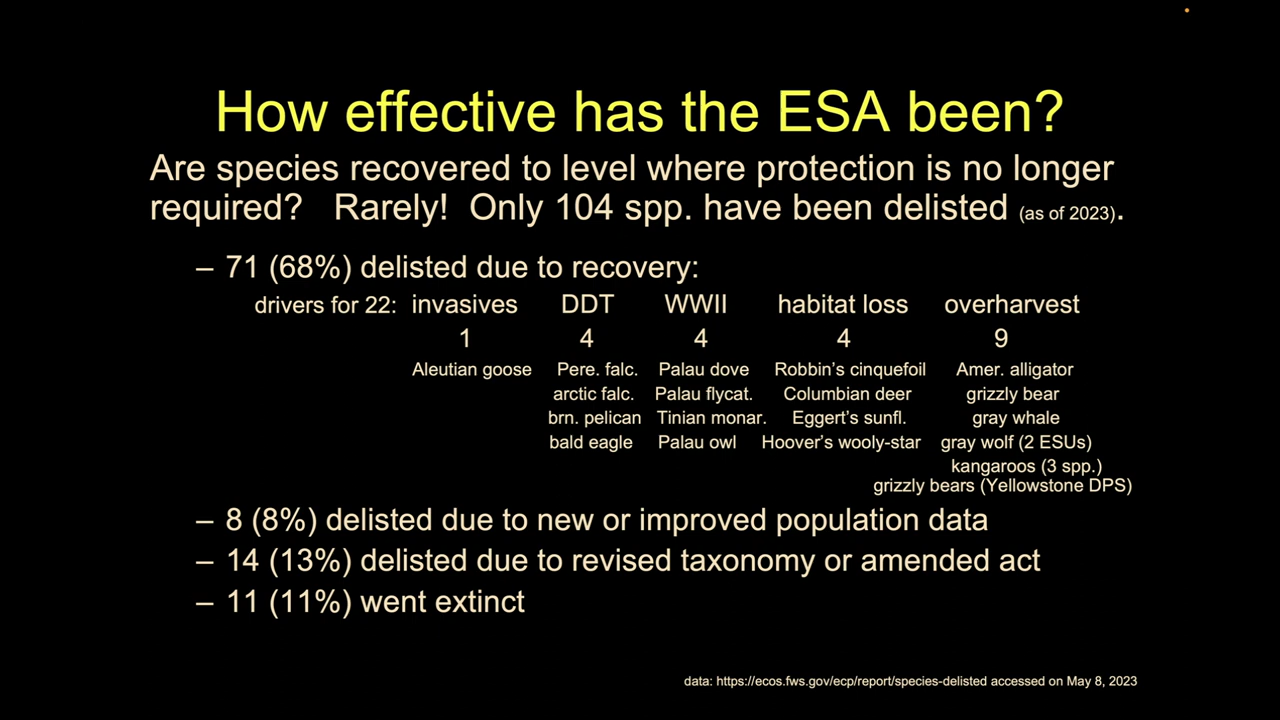 How effective has the ESA been?
Are species recovered to level where protection is no longer
required? Rarely! Only 104 spp. have been delisted (as of 2023).
– 71 (68%) delisted due to recovery:
drivers for 22: invasives DDT WWII habitat loss overharvest
1 4 4 4 9
Aleutian goose Pere. falc. Palau dove Robbin's cinquefoil Amer. alligator
arctic falc. Palau flycat. Columbian deer grizzly bear
brn. pelican Tinian monar. Eggert's sunfl. gray whale
bald eagle Palau owl Hoover's wooly-star gray wolf (2 ESUs)
kangaroos (3 spp.)
grizzly bears (Yellowstone DPS)
– 8 (8%) delisted due to new or improved population data
– 14 (13%) delisted due to revised taxonomy or amended act
– 11 (11%) went extinct
data: https://ecos.fws.gov/ecp/report/species-delisted accessed on May 8, 2023